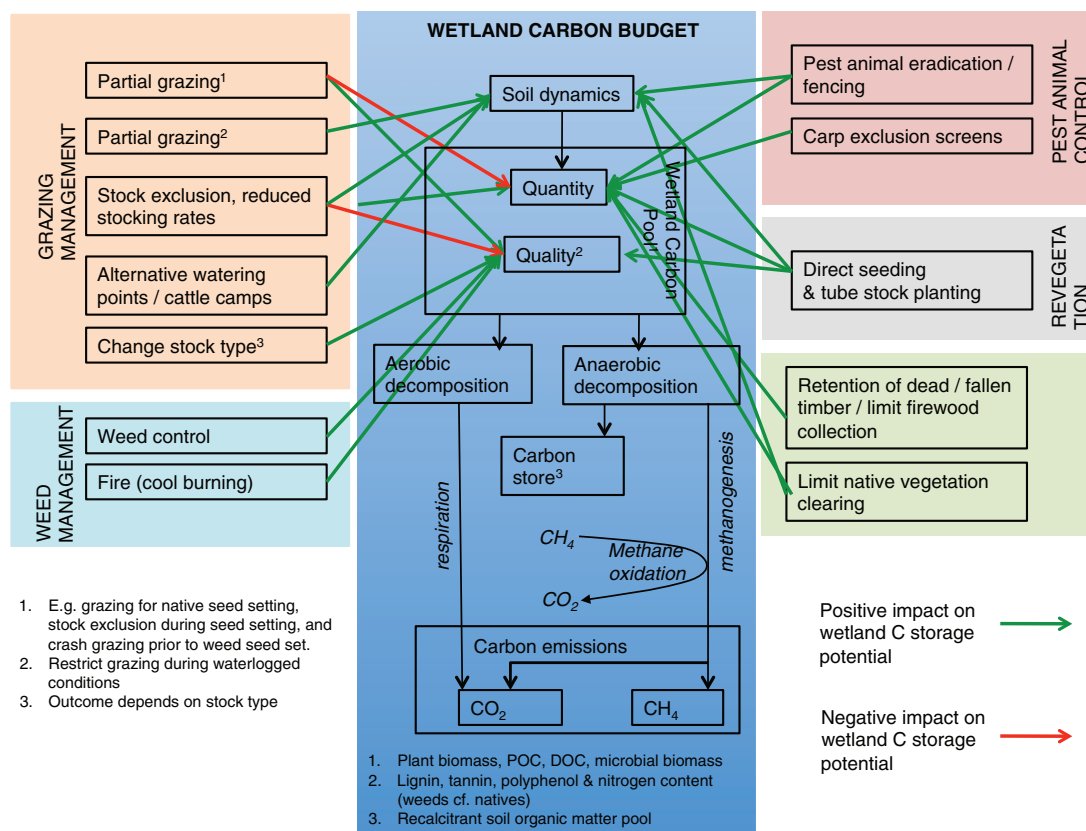 WETLAND CARBON BUDGET
GRAZING
MANAGEMENT
Partial grazing¹
Partial grazing²
Stock exclusion, reduced
stocking rates
Alternative watering
points / cattle camps
Change stock type³
WEED
MANAGEMENT
Weed control
Fire (cool burning)
1. E.g. grazing for native seed setting,
stock exclusion during seed setting, and
crash grazing prior to weed seed set.
2. Restrict grazing during waterlogged
conditions
3. Outcome depends on stock type
Soil dynamics
Quantity
Quality²
Wetland Carbon
Pool¹
Aerobic
decomposition
Anaerobic
decomposition
Carbon
store³
respiration
methanogenesis
CH₄
Methane
oxidation
CO₂
Carbon emissions
CO₂
CH₄
1. Plant biomass, POC, DOC, microbial biomass
2. Lignin, tannin, polyphenol & nitrogen content
(weeds cf. natives)
3. Recalcitrant soil organic matter pool
Pest animal eradication /
fencing
Carp exclusion screens
PEST ANIMAL
CONTROL
Direct seeding
& tube stock planting
REVEGETA
TION
Retention of dead / fallen
timber / limit firewood
collection
Limit native vegetation
clearing
Positive impact on
wetland C storage
potential
Negative impact on
wetland C storage
potential